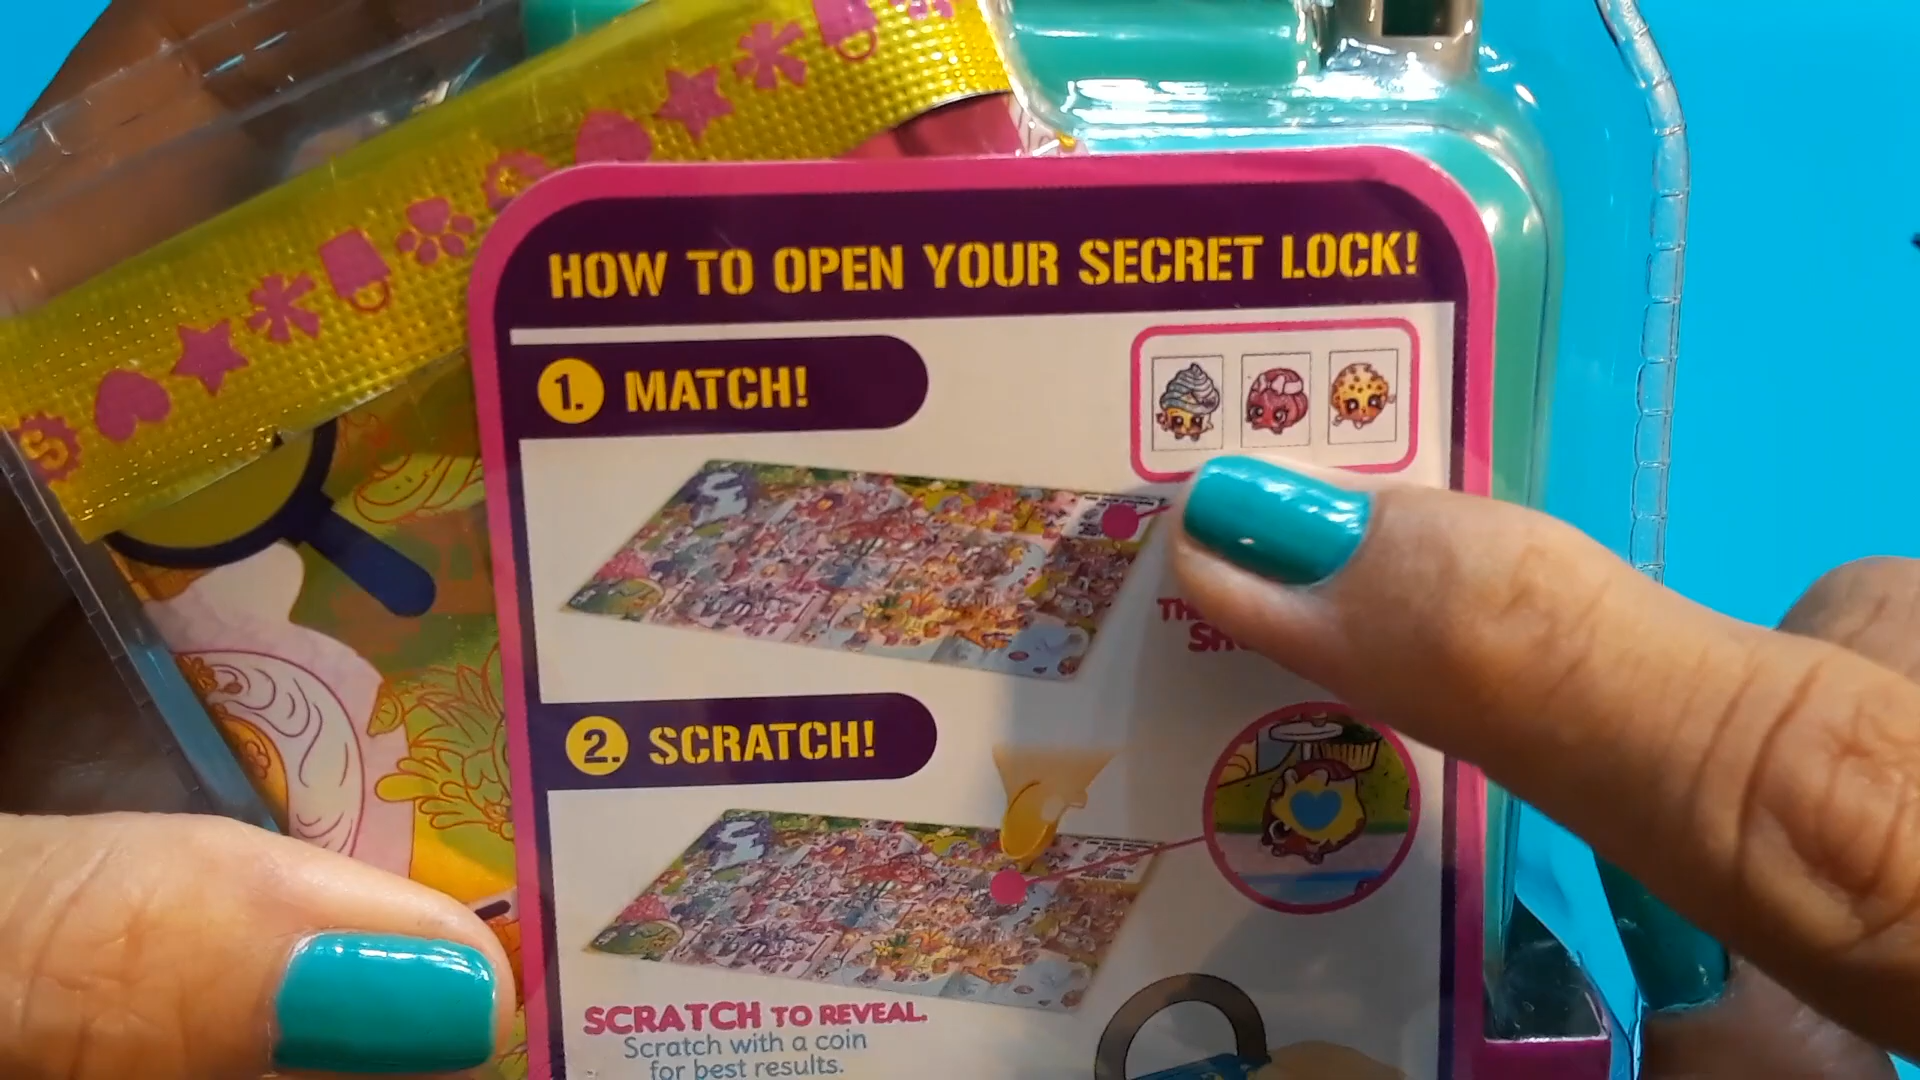 HOW TO OPEN YOUR SECRET LOCK!
1. MATCH!
2. SCRATCH!
SCRATCH TO REVEAL.
Scratch with a coin
for best results.